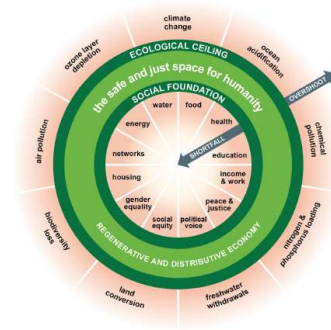 climate
change
ocean
acidification
chemical
pollution
nitrogen &
phosphorus loading
freshwater
withdrawals
land
conversion
biodiversity
loss
air pollution
ozone layer
depletion
ECOLOGICAL CEILING
the safe and just space for humanity
SOCIAL FOUNDATION
OVERSHOOT
SHORTFALL
water
food
health
education
income
& work
peace &
justice
political
voice
social
equity
gender
equality
housing
networks
energy
REGENERATIVE AND DISTRIBUTIVE ECONOMY